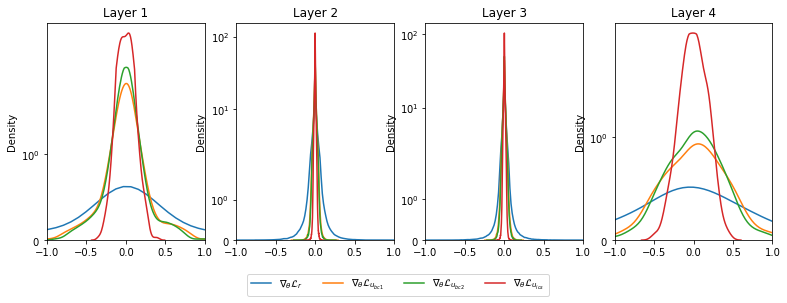 Layer 1 Layer 2 Layer 3 Layer 4
Density Density Density Density
10² 10²
10¹ 10¹
10⁰ 10⁰ 10⁰ 10⁰
0 0 0 0
−1.0 −0.5 0.0 0.5 1.0 −1.0 −0.5 0.0 0.5 1.0 −1.0 −0.5 0.0 0.5 1.0 −1.0 −0.5 0.0 0.5 1.0
∇θℒr ∇θℒu_bc1 ∇θℒu_bc2 ∇θℒu_ics